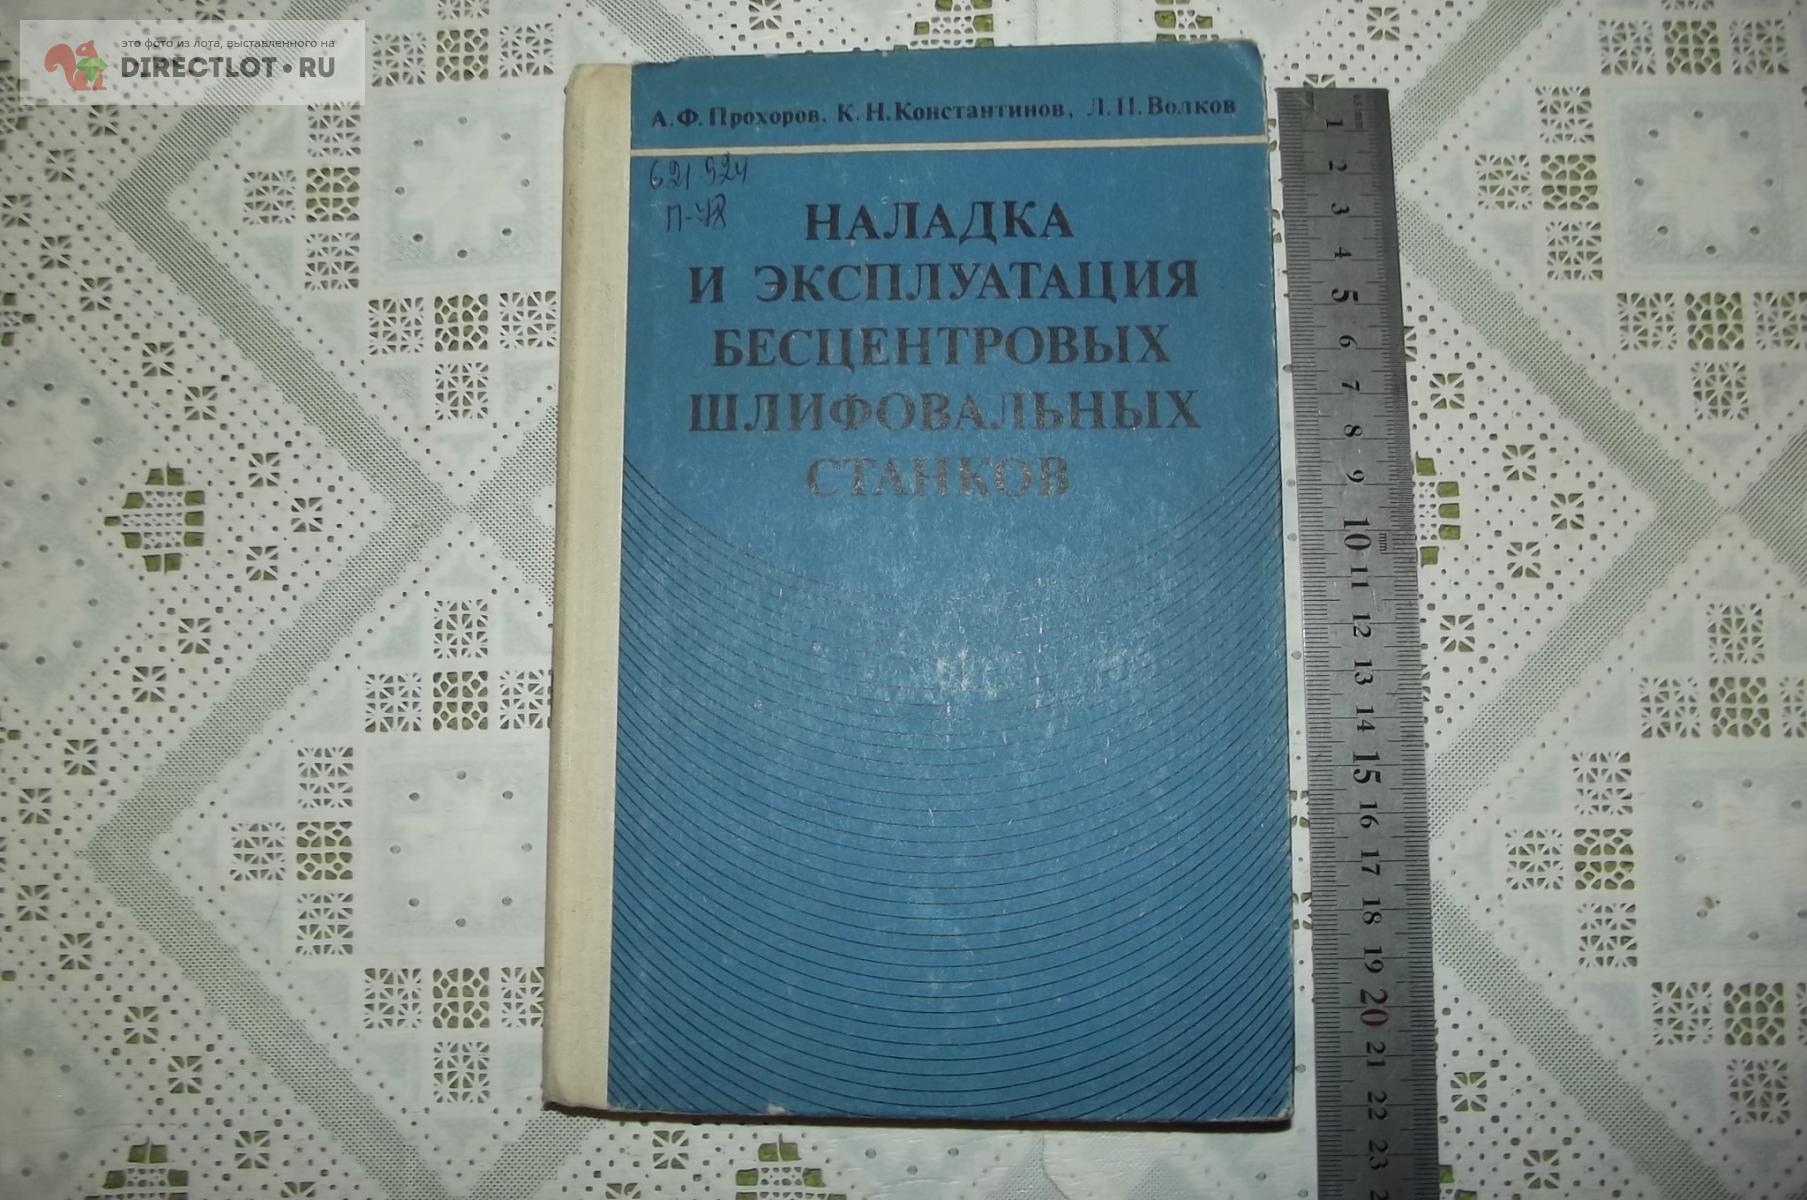 это фото из лота, выставленного на
DIRECTLOT•RU
А.Ф.Прохоров, К.Н.Константинов, Л.П.Волков
621.924
П-78
НАЛАДКА
И ЭКСПЛУАТАЦИЯ
БЕСЦЕНТРОВЫХ
ШЛИФОВАЛЬНЫХ
СТАНКОВ
1
2
3
4
5
6
7
8
9
10
mm
11
12
13
14
15
16
17
18
19
20
21
22
23